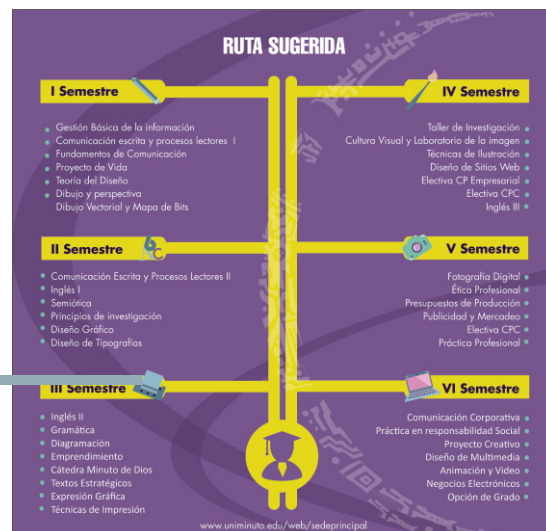 RUTA SUGERIDA
I Semestre
Gestión Básica de la información
Comunicación escrita y procesos lectores I
Fundamentos de Comunicación
Proyecto de Vida
Teoría del Diseño
Dibujo y perspectiva
Dibujo Vectorial y Mapa de Bits
II Semestre
Comunicación Escrita y Procesos Lectores II
Inglés I
Semiótica
Principios de investigación
Diseño Gráfico
Diseño de Tipografías
III Semestre
Inglés II
Gramática
Diagramación
Emprendimiento
Cátedra Minuto de Dios
Textos Estratégicos
Expresión Gráfica
Técnicas de Impresión
IV Semestre
Taller de Investigación
Cultura Visual y Laboratorio de la imagen
Técnicas de Ilustración
Diseño de Sitios Web
Electiva CP Empresarial
Electiva CPC
Inglés III
V Semestre
Fotografía Digital
Ética Profesional
Presupuestos de Producción
Publicidad y Mercadeo
Electiva CPC
Práctica Profesional
VI Semestre
Comunicación Corporativa
Práctica en responsabilidad Social
Proyecto Creativo
Diseño de Multimedia
Animación y Video
Negocios Electrónicos
Opción de Grado
www.uniminuto.edu/web/sedeprincipal